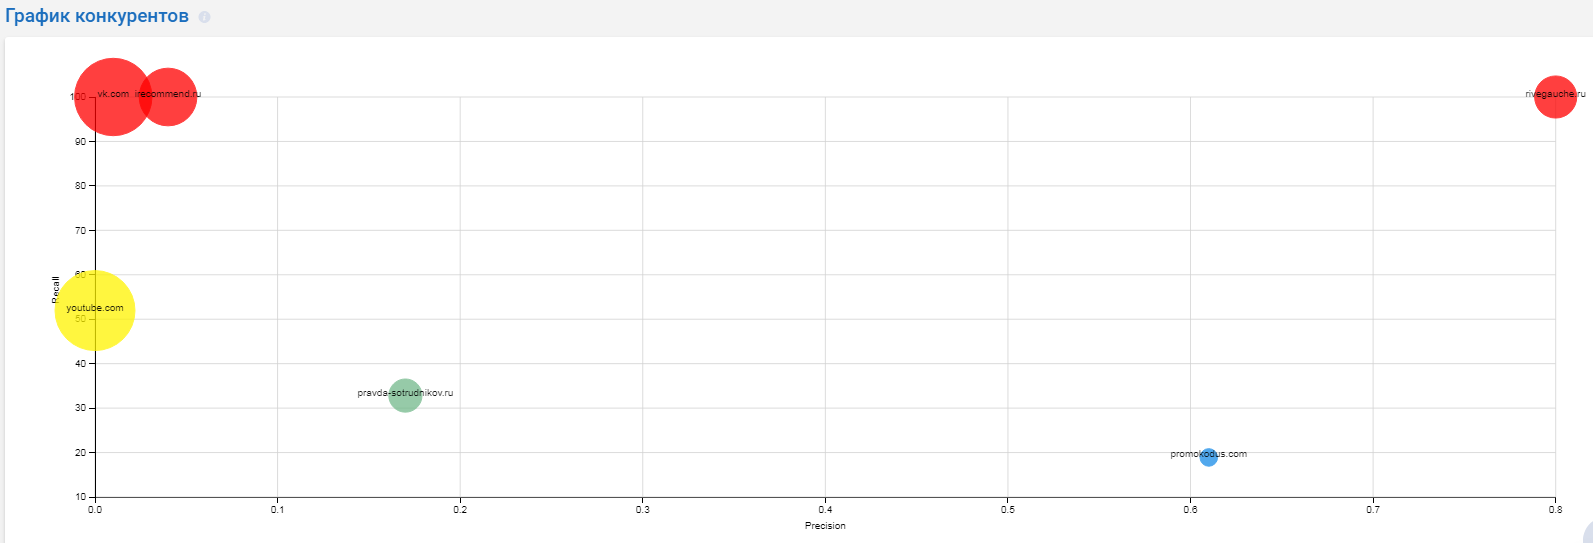 График конкурентов
i
vk.com
irecommend.ru
rivegauche.ru
100
90
80
70
60
Recall
youtube.com
50
40
pravda-sotrudnikov.ru
30
20
promokodus.com
10
0.0
0.1
0.2
0.3
0.4
0.5
0.6
0.7
0.8
Precision